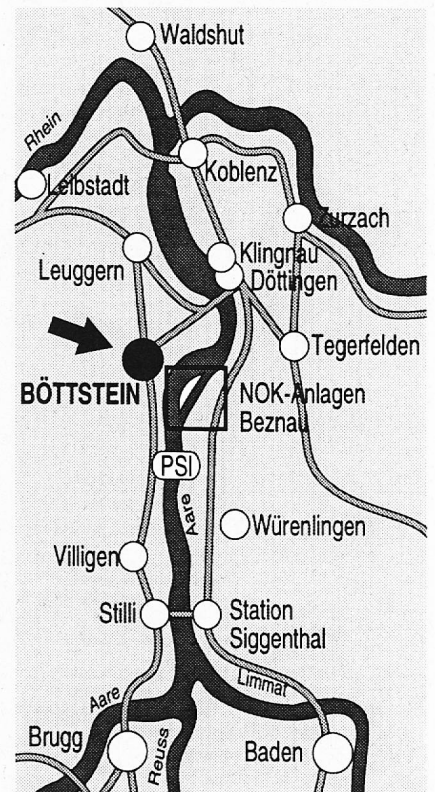 Waldshut
Rhein
Koblenz
Leibstadt
Zurzach
Klingnau
Leuggern
Döttingen
Tegerfelden
BÖTTSTEIN
NOK-Anlagen
Beznau
PSI
Aare
Würenlingen
Villigen
Stilli
Station
Siggenthal
Limmat
Aare
Brugg
Reuss
Baden